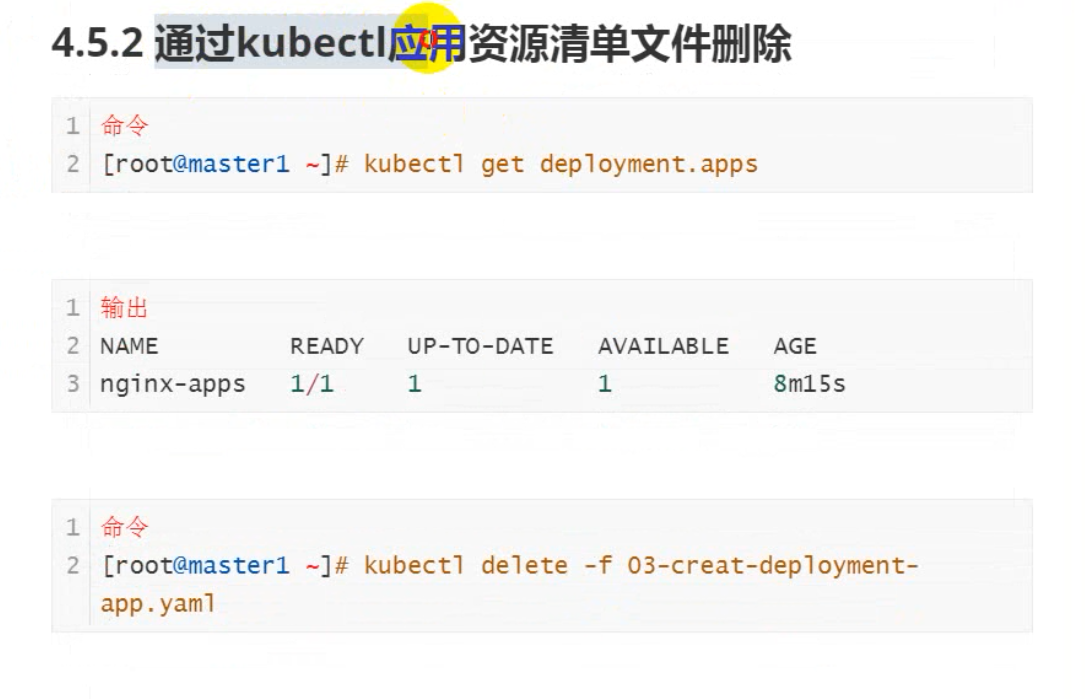 4.5.2 通过kubectl应用资源清单文件删除
1 命令
2 [root@master1 ~]# kubectl get deployment.apps
1 输出
2 NAME READY UP-TO-DATE AVAILABLE AGE
3 nginx-apps 1/1 1 1 8m15s
1 命令
2 [root@master1 ~]# kubectl delete -f 03-creat-deployment-
app.yaml